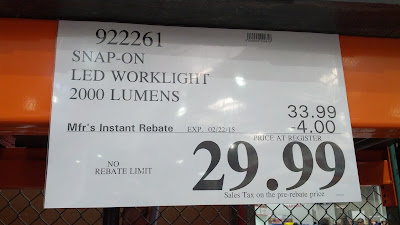 922261
SNAP-ON
LED WORKLIGHT
2000 LUMENS
33.99
Mfr's Instant Rebate EXP. 02/22/15 -4.00
PRICE AT REGISTER
NO
REBATE LIMIT
29.99
Sales Tax on the pre-rebate price